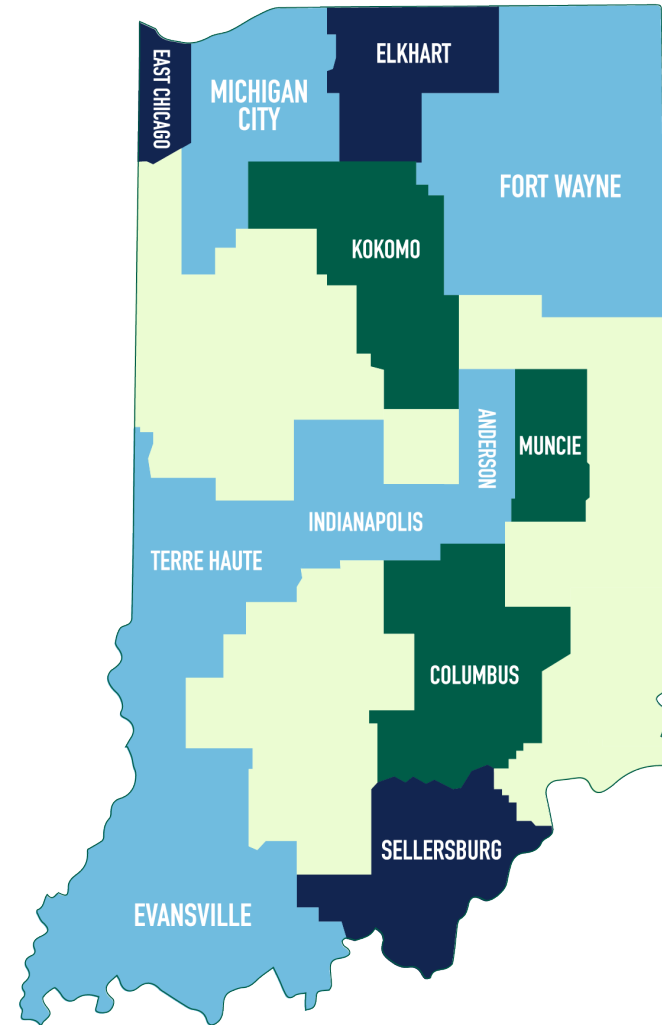 ELKHART
EAST CHICAGO
MICHIGAN
CITY
FORT WAYNE
KOKOMO
ANDERSON
MUNCIE
INDIANAPOLIS
TERRE HAUTE
COLUMBUS
SELLERSBURG
EVANSVILLE